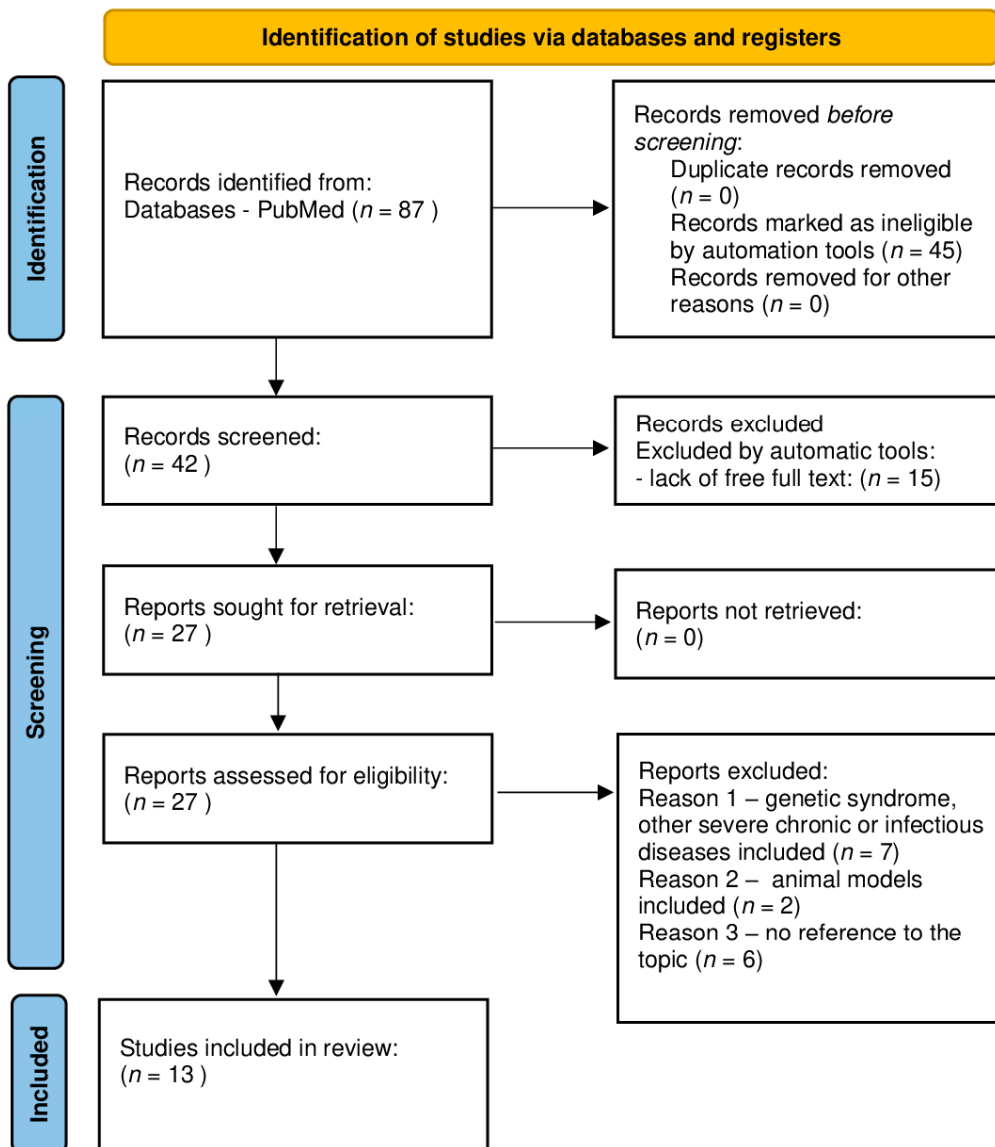 Identification of studies via databases and registers
Identification
Records identified from:
Databases - PubMed (n = 87 )
Records removed before
screening:
Duplicate records removed
(n = 0)
Records marked as ineligible
by automation tools (n = 45)
Records removed for other
reasons (n = 0)
Screening
Records screened:
(n = 42 )
Records excluded
Excluded by automatic tools:
- lack of free full text: (n = 15)
Reports sought for retrieval:
(n = 27 )
Reports not retrieved:
(n = 0)
Reports assessed for eligibility:
(n = 27 )
Reports excluded:
Reason 1 – genetic syndrome,
other severe chronic or infectious
diseases included (n = 7)
Reason 2 –  animal models
included (n = 2)
Reason 3 – no reference to the
topic (n = 6)
Included
Studies included in review:
(n = 13 )